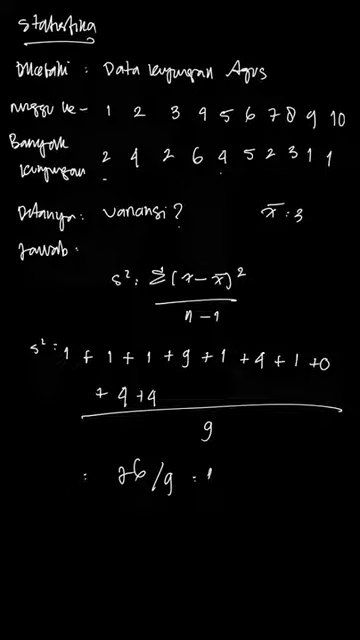 Statistika
Diketahui : Data kunjungan Agus
minggu ke - 1 2 3 4 5 6 7 8 9 10
Banyak 2 4 2 6 4 5 2 3 1 1
kunjungan
Ditanya : Variansi ? x̄ : 3
Jawab :
s² : Σ (x - x̄)²
n - 1
s² : 1 + 1 + 1 + 9 + 1 + 4 + 1 + 0
+ 4 + 4
9
= 26/9 = 1